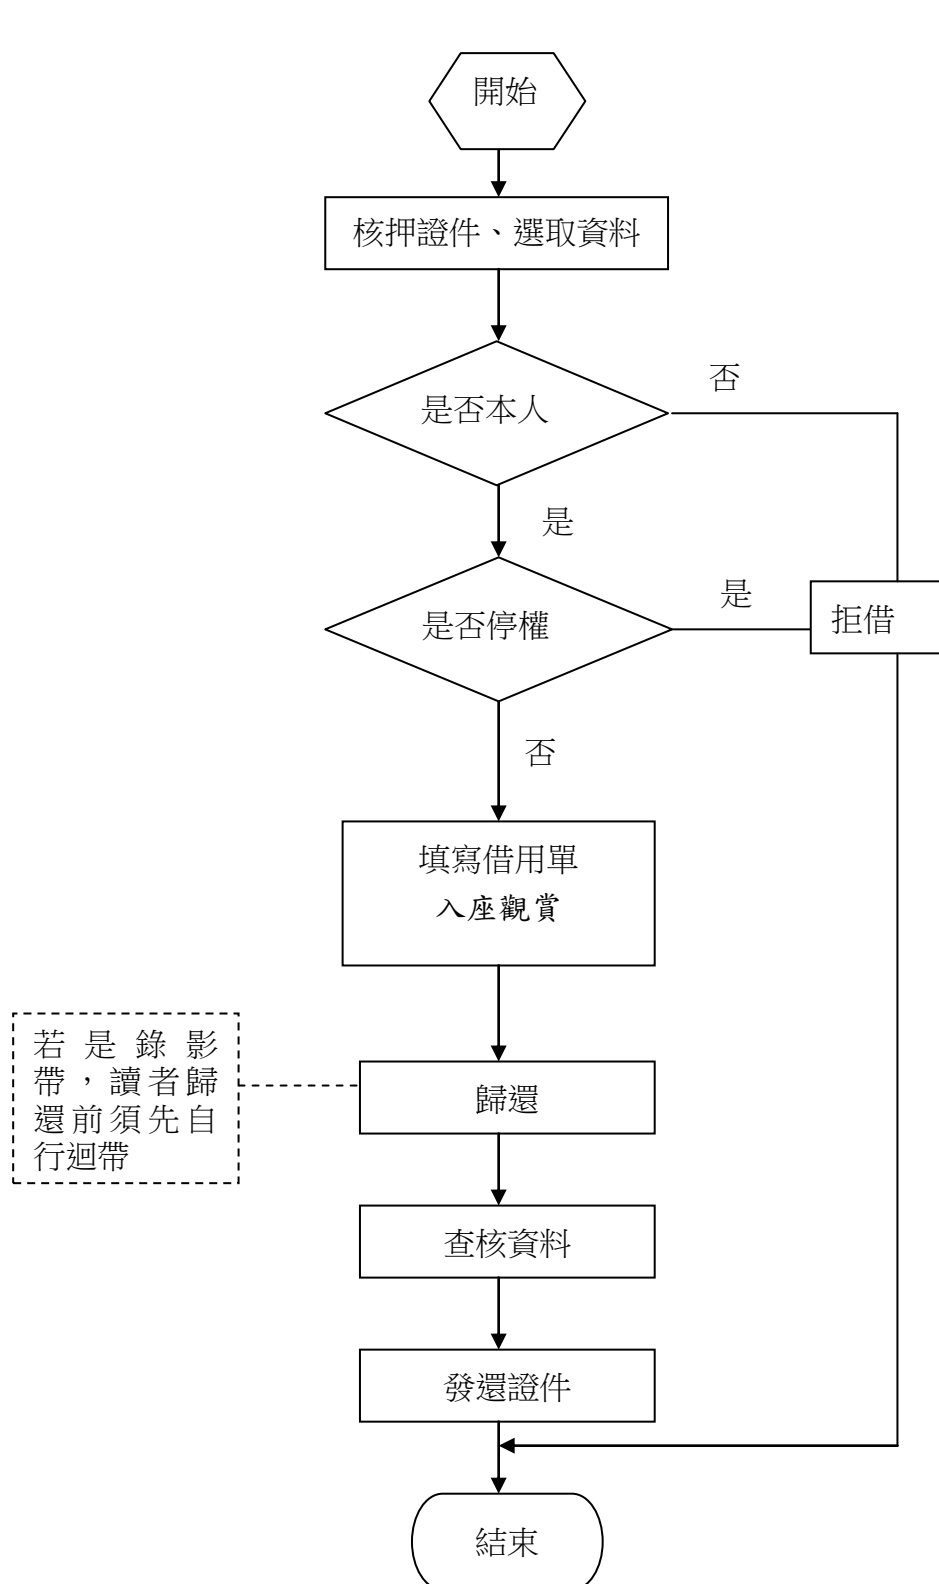 開始
核押證件、選取資料
是否本人
否
是
是否停權
是
拒借
否
填寫借用單
入座觀賞
若是錄影
帶，讀者歸
還前須先自
行迴帶
歸還
查核資料
發還證件
結束